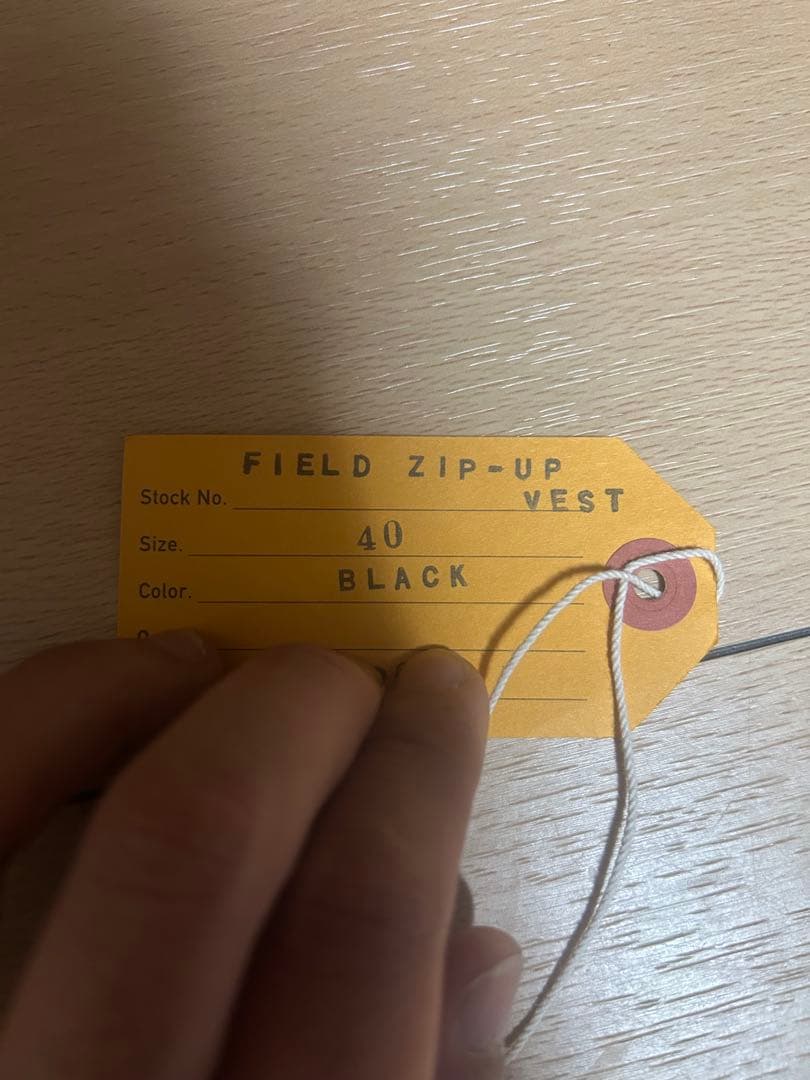 FIELD ZIP-UP
Stock No. VEST
Size. 40
Color. BLACK